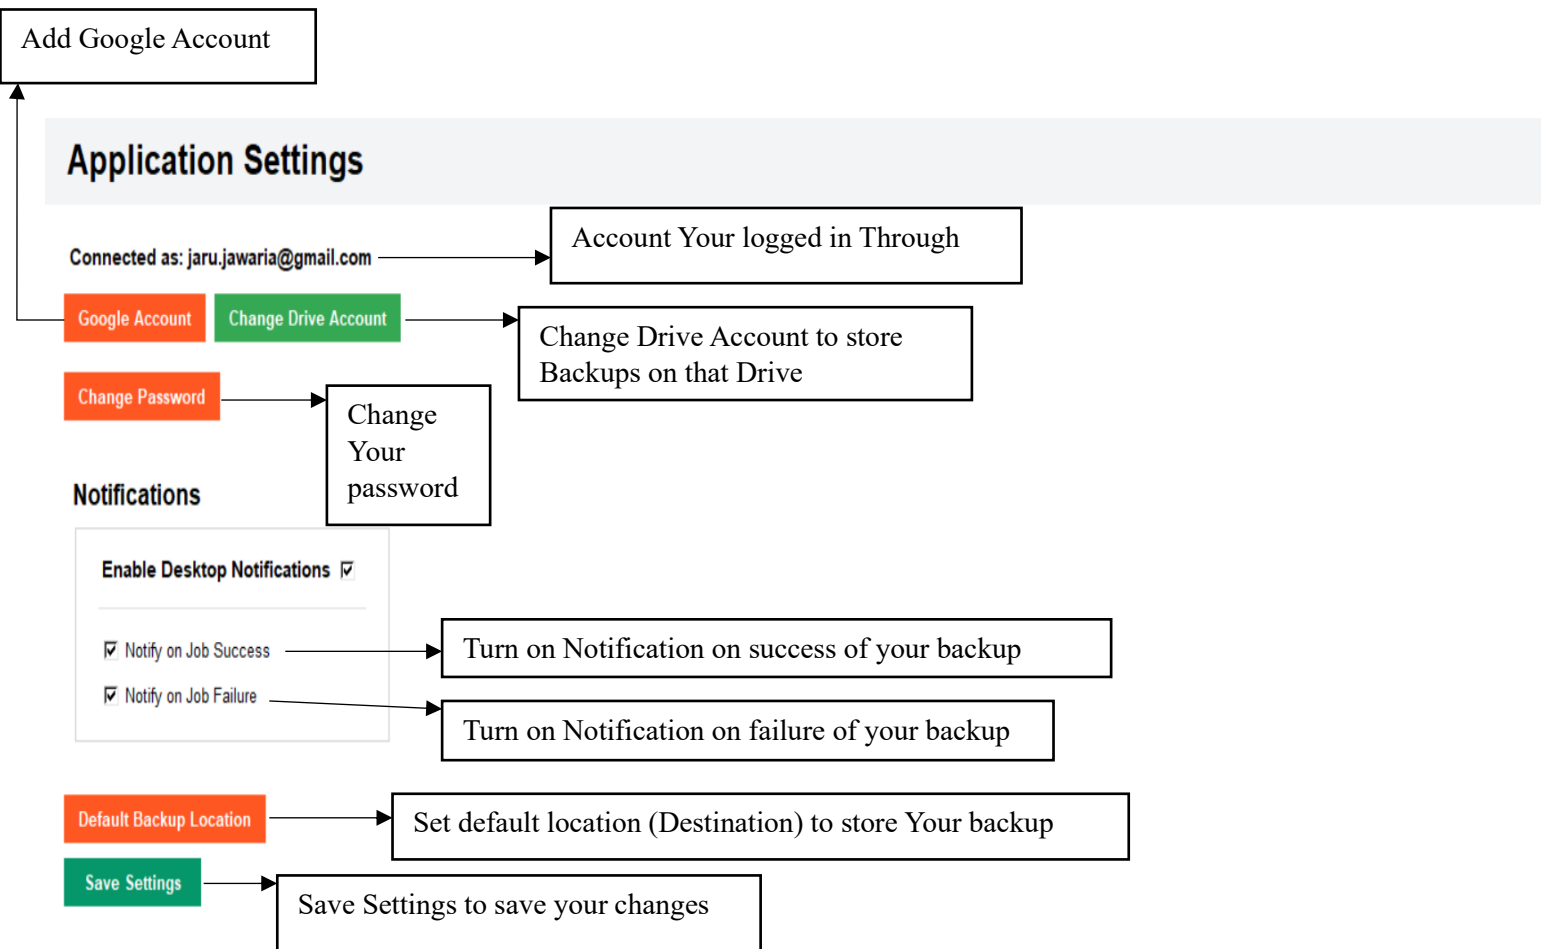 Add Google Account
Application Settings
Connected as: jaru.jawaria@gmail.com
Account Your logged in Through
Google Account
Change Drive Account
Change Drive Account to store
Backups on that Drive
Change Password
Change
Your
password
Notifications
Enable Desktop Notifications
Notify on Job Success
Turn on Notification on success of your backup
Notify on Job Failure
Turn on Notification on failure of your backup
Default Backup Location
Set default location (Destination) to store Your backup
Save Settings
Save Settings to save your changes